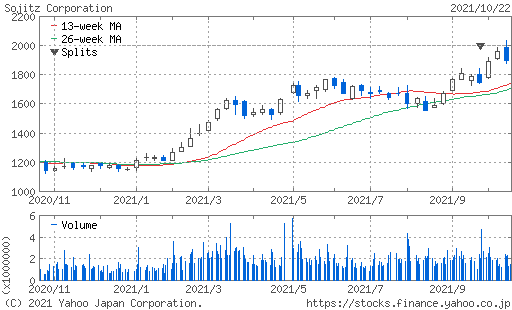 Sojitz Corporation 2021/10/22
2200
13-week MA
26-week MA
Splits
2000
1800
1600
1400
1200
1000
2020/11 2021/1 2021/3 2021/5 2021/7 2021/9
6
Volume
4
2
0
(x1000000)
2020/11 2021/1 2021/3 2021/5 2021/7 2021/9
(C) 2021 Yahoo Japan Corporation. https://stocks.finance.yahoo.co.jp/